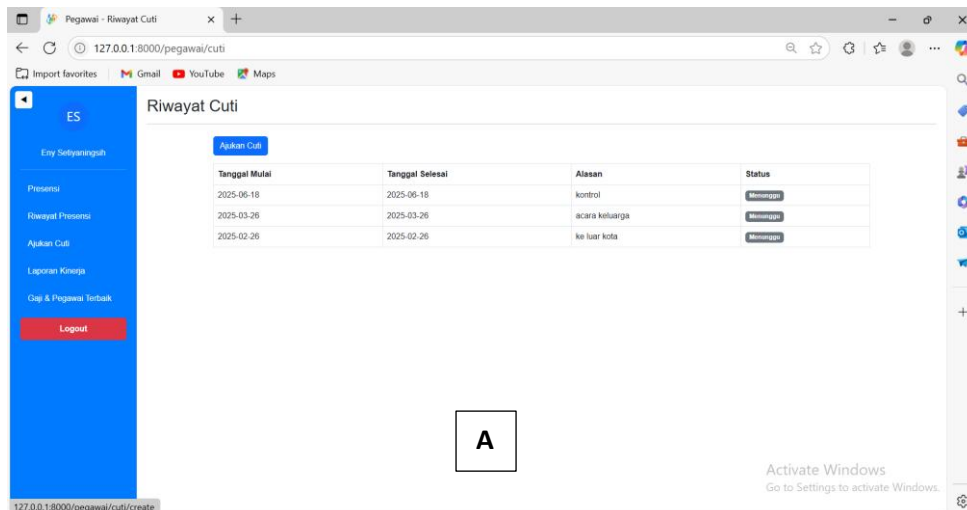 Pegawai - Riwayat Cuti
127.0.0.1:8000/pegawai/cuti
Import favorites Gmail YouTube Maps
ES
Eny Setiyaningsih
Presensi
Riwayat Presensi
Ajukan Cuti
Laporan Kinerja
Gaji & Pegawai Terbaik
Logout
Riwayat Cuti
Ajukan Cuti
Tanggal Mulai Tanggal Selesai Alasan Status
2025-06-18 2025-06-18 kontrol Menunggu
2025-03-26 2025-03-26 acara keluarga Menunggu
2025-02-26 2025-02-26 ke luar kota Menunggu
A
Activate Windows
Go to Settings to activate Windows.
127.0.0.1:8000/pegawai/cuti/create